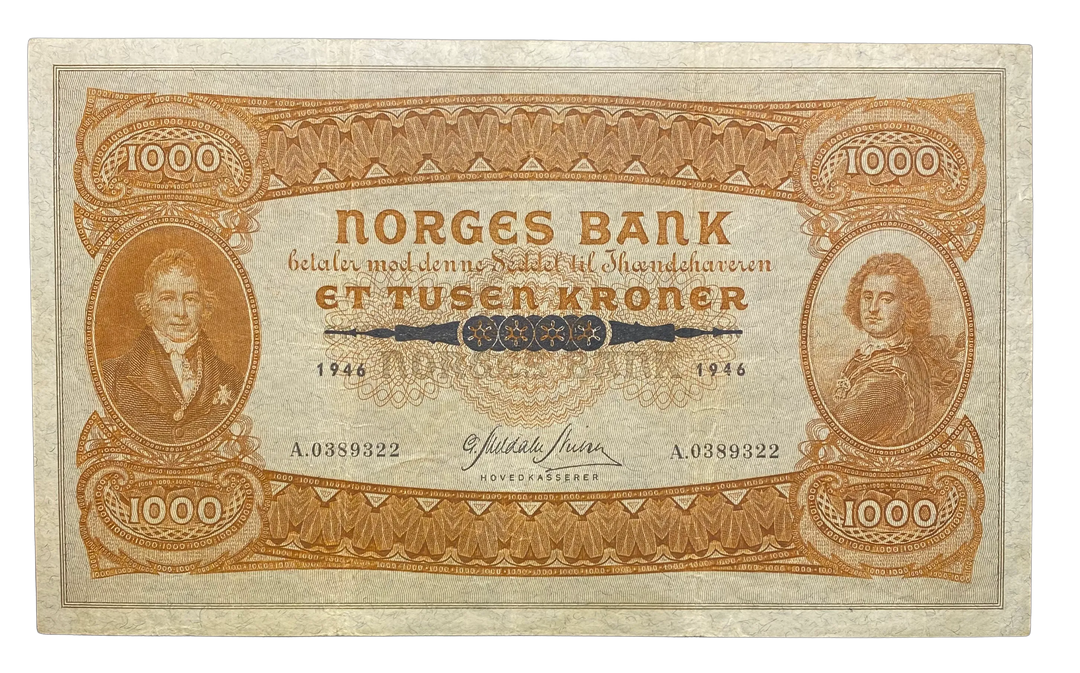 1000 1000
NORGES BANK
betaler mod denne Seddel til Ihændehaveren
ET TUSEN KRONER
1946 NORGES BANK 1946
A.0389322 A.0389322
HOVEDKASSERER
1000 1000